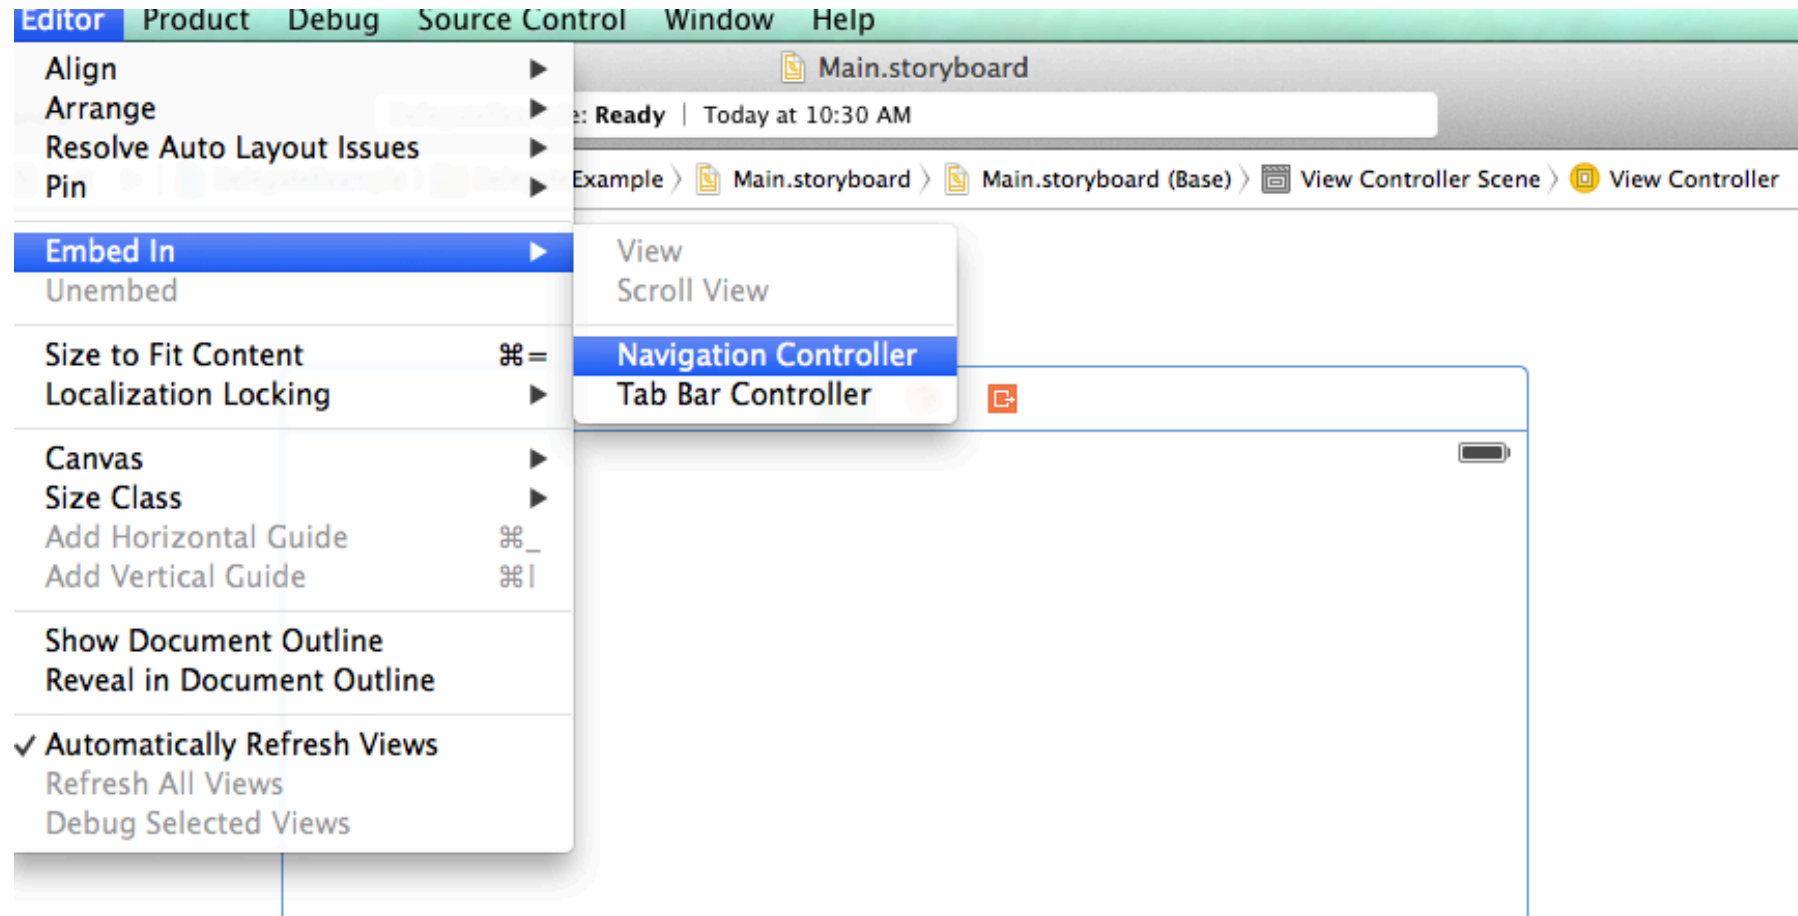 Editor Product Debug Source Control Window Help
Main.storyboard
: Ready | Today at 10:30 AM
Example 〉 Main.storyboard 〉 Main.storyboard (Base) 〉 View Controller Scene 〉 View Controller
Align
Arrange
Resolve Auto Layout Issues
Pin
Embed In
Unembed
Size to Fit Content ⌘=
Localization Locking
Canvas
Size Class
Add Horizontal Guide ⌘_
Add Vertical Guide ⌘|
Show Document Outline
Reveal in Document Outline
✓ Automatically Refresh Views
Refresh All Views
Debug Selected Views
View
Scroll View
Navigation Controller
Tab Bar Controller